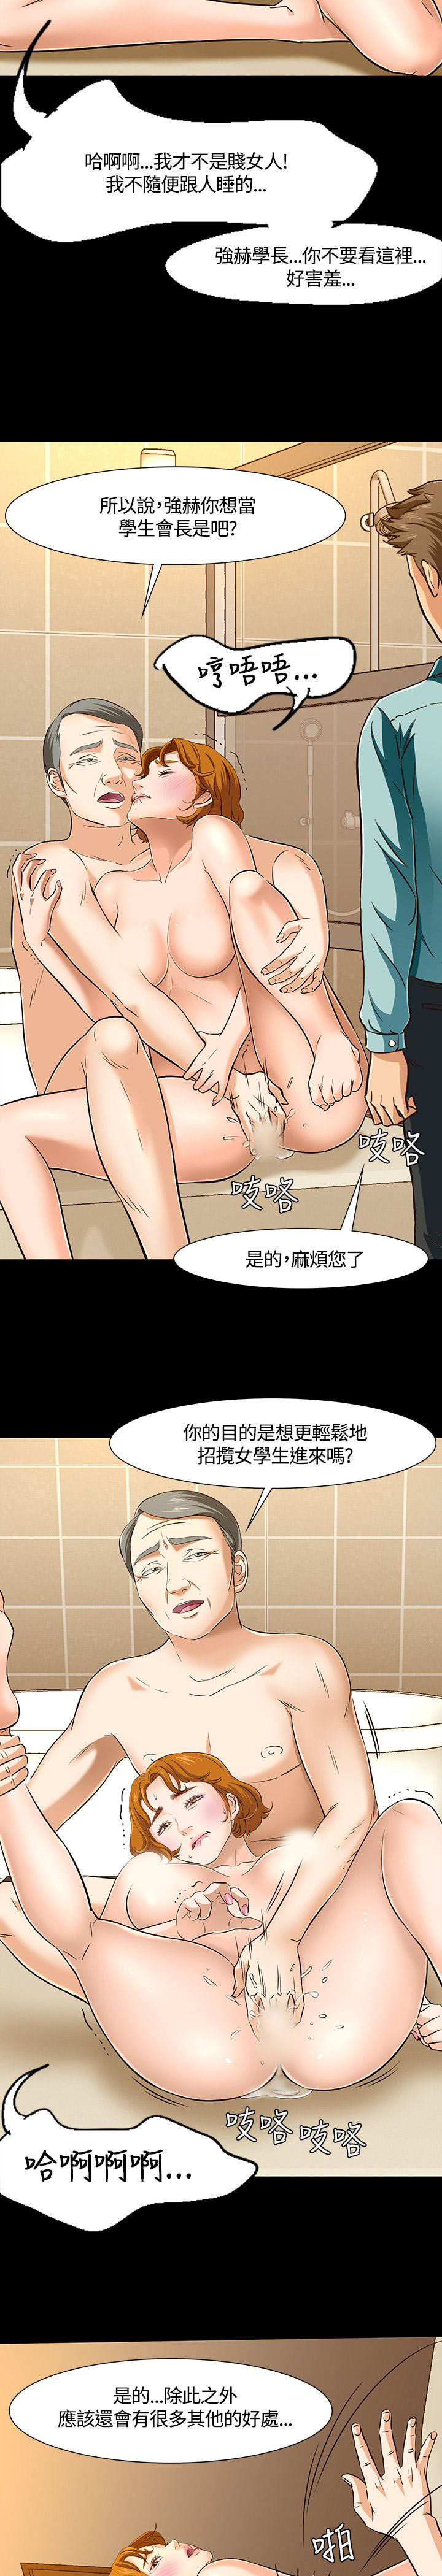 哈啊啊...我才不是賤女人!
我不隨便跟人睡的...
強赫學長...你不要看這裡...
好害羞...
所以說,強赫你想當
學生會長是吧?
哼唔唔...
吱咯
吱咯
是的,麻煩您了
你的目的是想更輕鬆地
招攬女學生進來嗎?
吱咯吱咯
哈啊啊啊...
是的...除此之外
應該還會有很多其他的好處...
啪